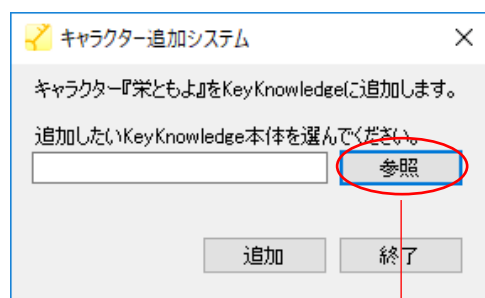 キャラクター追加システム
キャラクター『栄ともよ』をKeyKnowledgeに追加します。
追加したいKeyKnowledge本体を選んでください。
参照
追加
終了